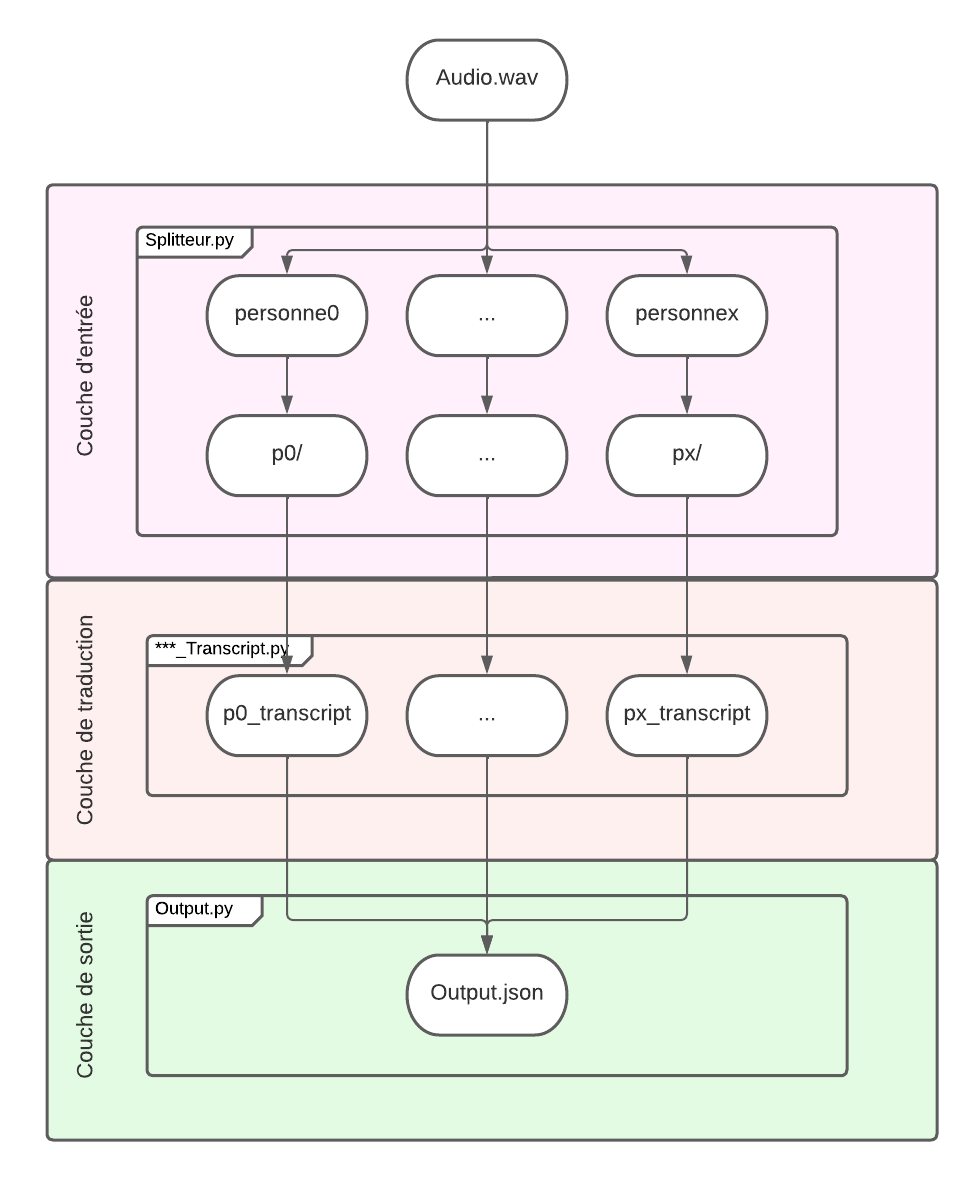 Audio.wav
Couche d'entrée
Splitteur.py
personne0
...
personnex
p0/
...
px/
Couche de traduction
***_Transcript.py
p0_transcript
...
px_transcript
Couche de sortie
Output.py
Output.json